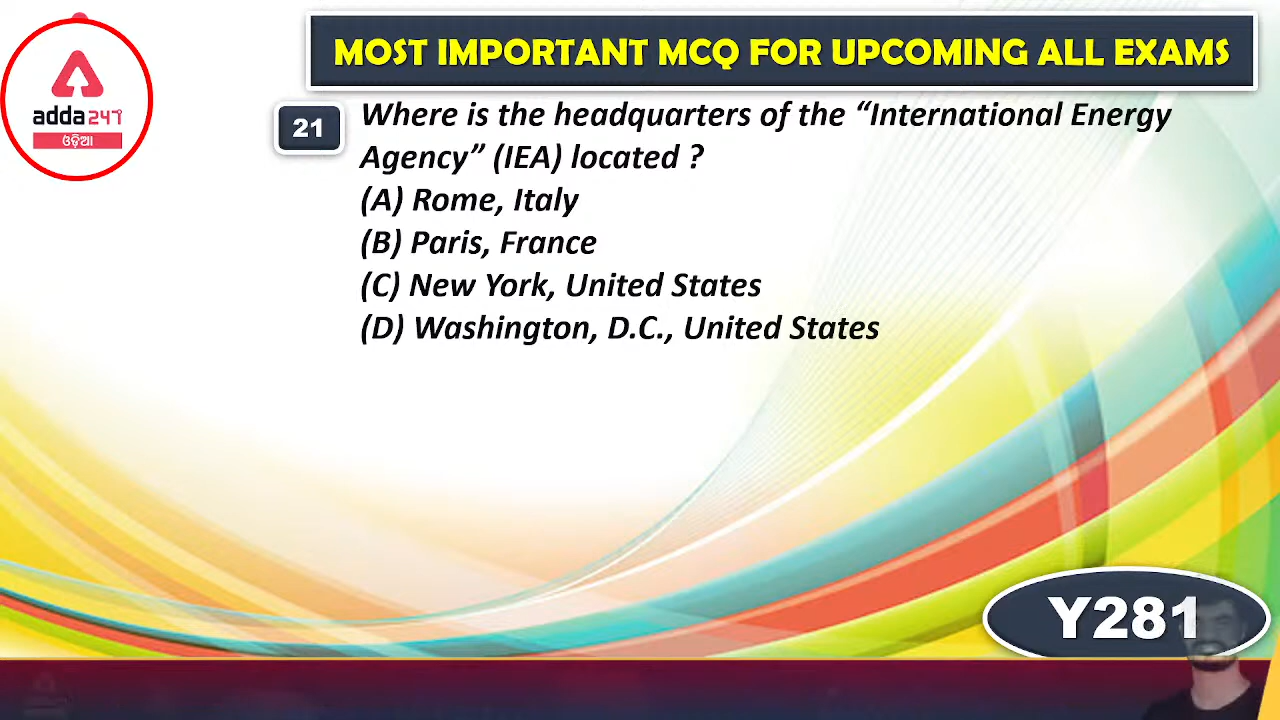 MOST IMPORTANT MCQ FOR UPCOMING ALL EXAMS
adda247
ଓଡ଼ିଆ
21
Where is the headquarters of the “International Energy
Agency” (IEA) located ?
(A) Rome, Italy
(B) Paris, France
(C) New York, United States
(D) Washington, D.C., United States
Y281